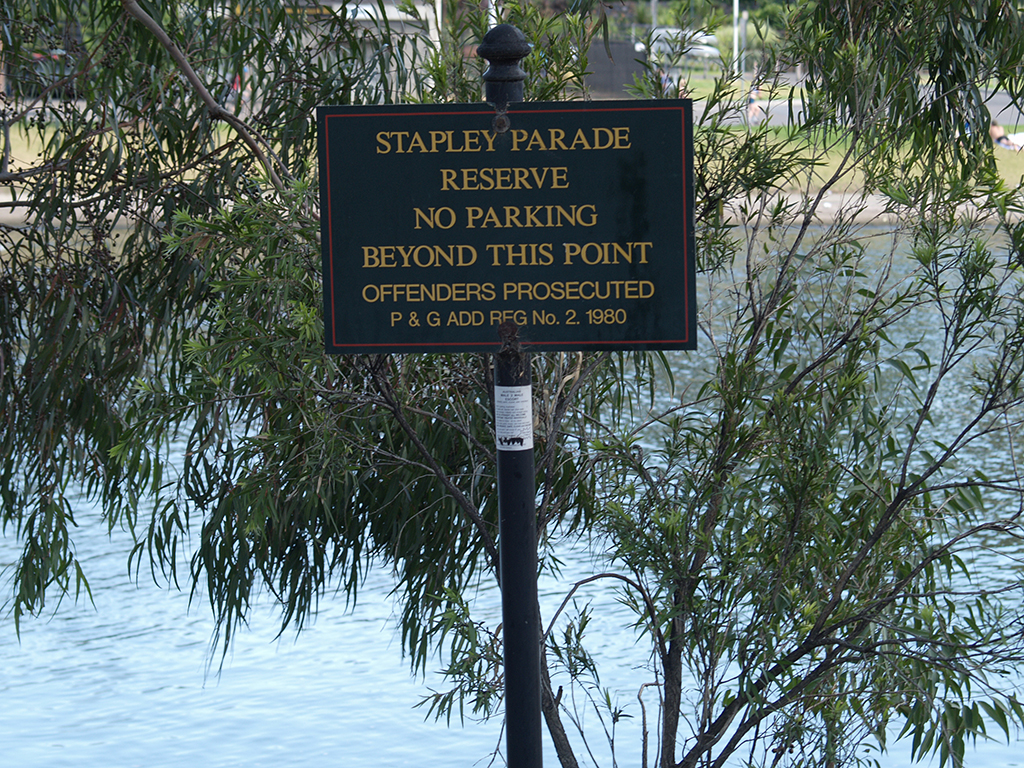 STAPLEY PARADE
RESERVE
NO PARKING
BEYOND THIS POINT
OFFENDERS PROSECUTED
P & G ADD REG No. 2. 1980